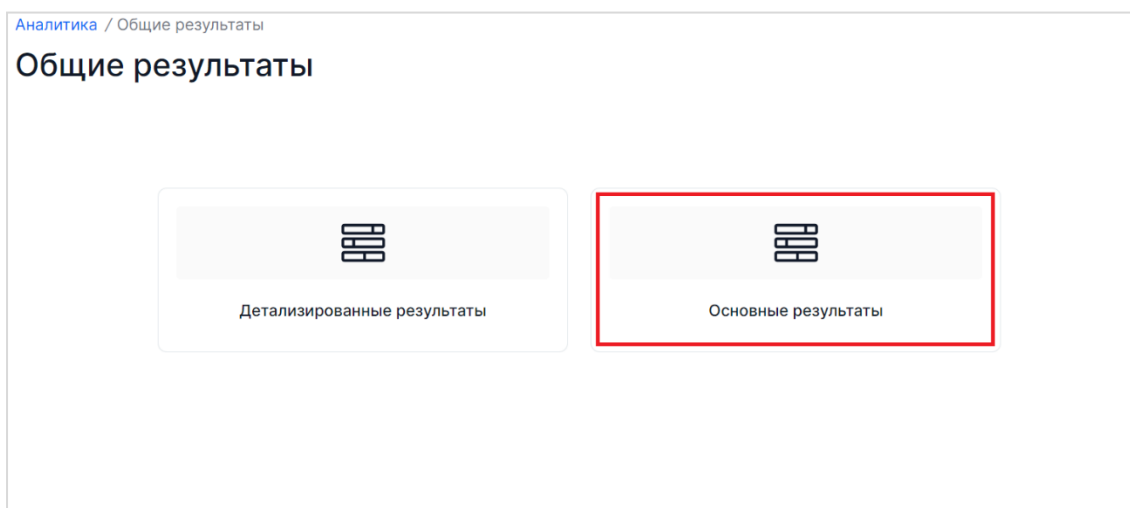 Аналитика / Общие результаты
Общие результаты
Детализированные результаты
Основные результаты